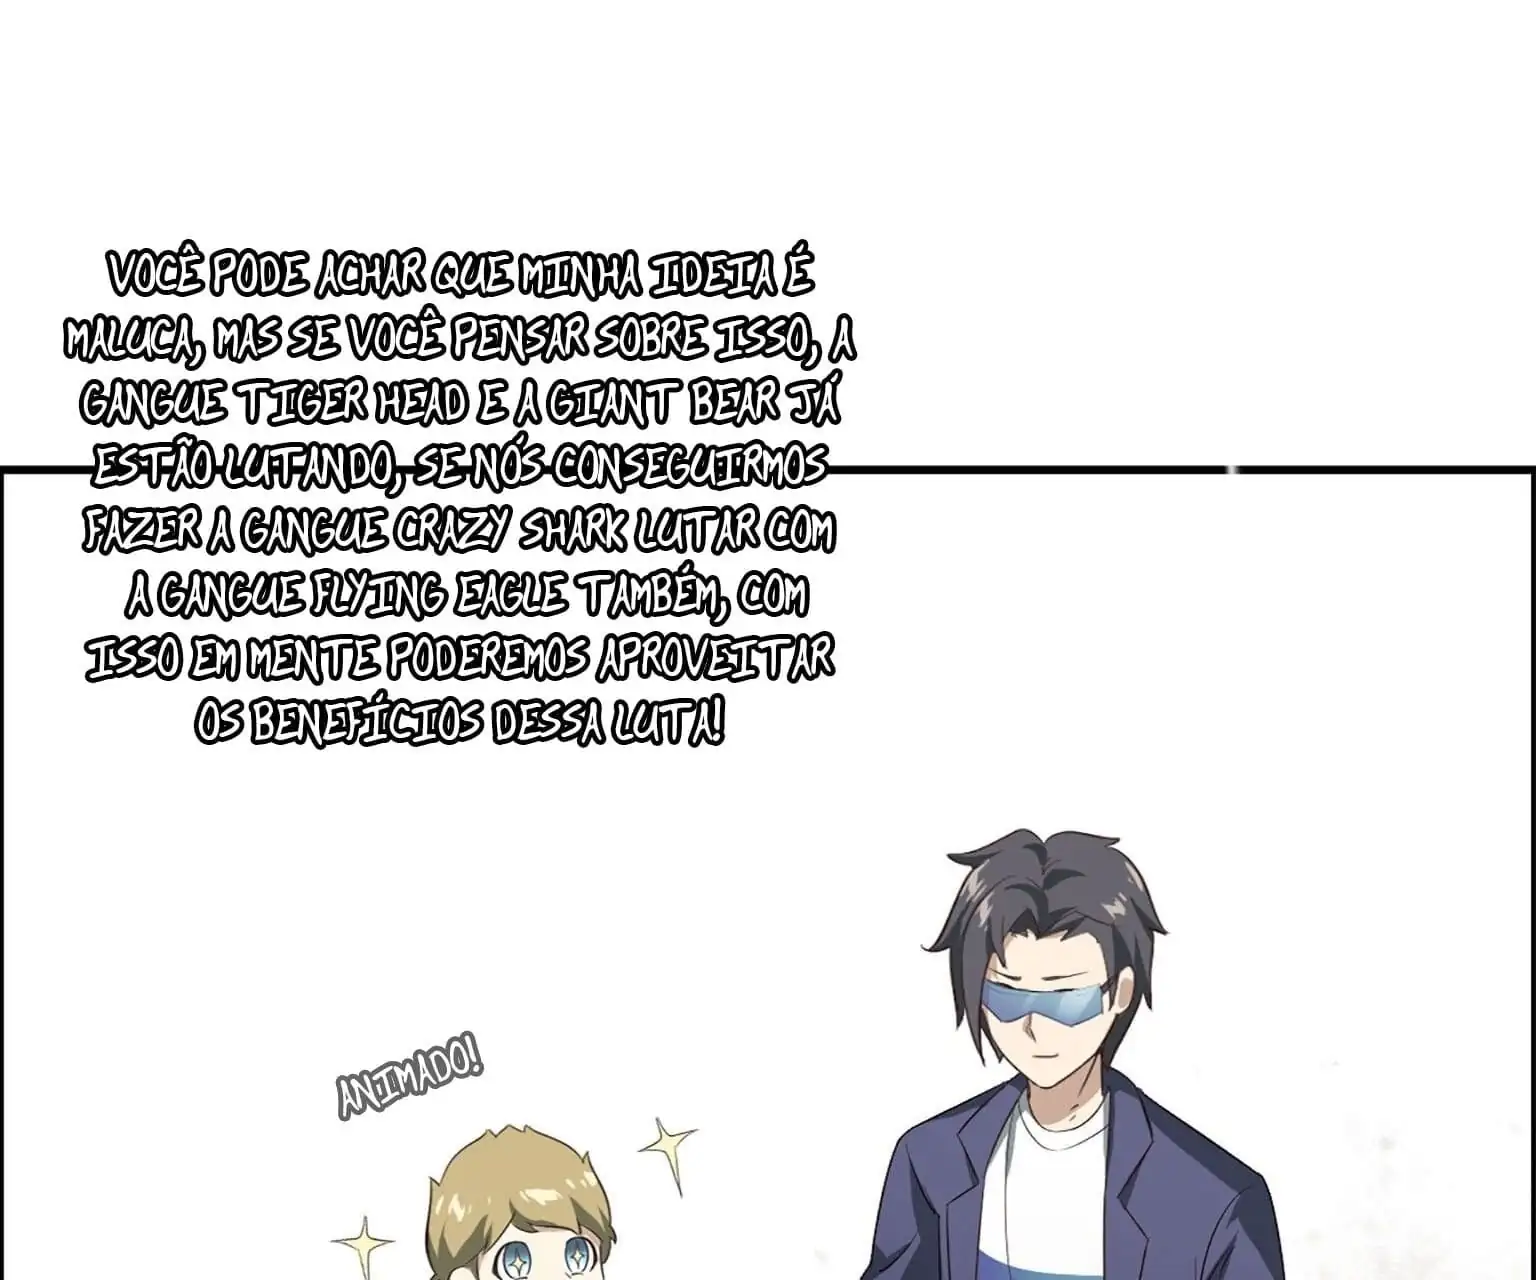 VOCÊ PODE ACHAR QUE MINHA IDEIA É
MALUCA, MAS SE VOCÊ PENSAR SOBRE ISSO, A
GANGUE TIGER HEAD E A GIANT BEAR JÁ
ESTÃO LUTANDO, SE NÓS CONSEGUIRMOS
FAZER A GANGUE CRAZY SHARK LUTAR COM
A GANGUE FLYING EAGLE TAMBÉM, COM
ISSO EM MENTE PODEREMOS APROVEITAR
OS BENEFÍCIOS DESSA LUTA!
ANIMADO!